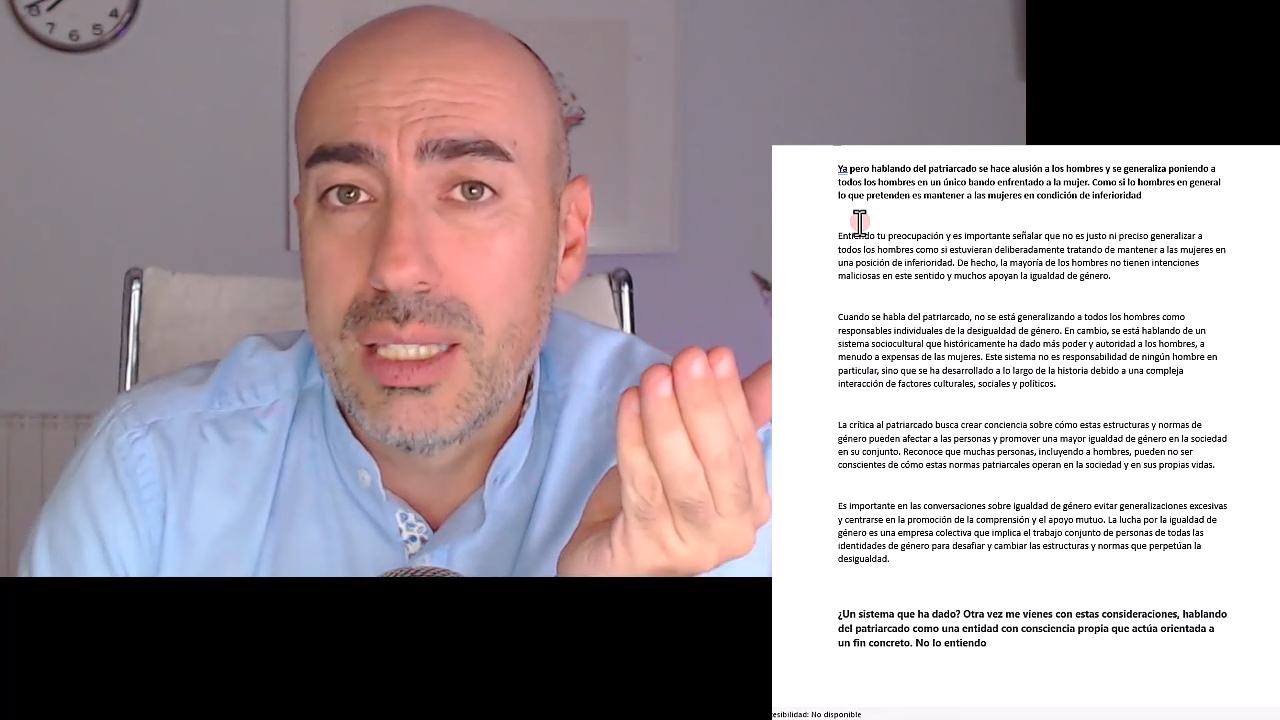 7 6 5 4
Ya pero hablando del patriarcado se hace alusión a los hombres y se generaliza poniendo a
todos los hombres en un único bando enfrentado a la mujer. Como si lo hombres en general
lo que pretenden es mantener a las mujeres en condición de inferioridad
tu preocupación y es importante señalar que no es justo ni preciso generalizar a
todos los hombres como si estuvieran deliberadamente tratando de mantener a las mujeres en
una posición de inferioridad. De hecho, la mayoría de los hombres no tienen intenciones
maliciosas en este sentido y muchos apoyan la igualdad de género.
Cuando se habla del patriarcado, no se está generalizando a todos los hombres como
responsables individuales de la desigualdad de género. En cambio, se está hablando de un
sistema sociocultural que históricamente ha dado más poder y autoridad a los hombres, a
menudo a expensas de las mujeres. Este sistema no es responsabilidad de ningún hombre en
particular, sino que se ha desarrollado a lo largo de la historia debido a una compleja
interacción de factores culturales, sociales y políticos.
La crítica al patriarcado busca crear conciencia sobre cómo estas estructuras y normas de
género pueden afectar a las personas y promover una mayor igualdad de género en la sociedad
en su conjunto. Reconoce que muchas personas, incluyendo a hombres, pueden no ser
conscientes de cómo estas normas patriarcales operan en la sociedad y en sus propias vidas.
Es importante en las conversaciones sobre igualdad de género evitar generalizaciones excesivas
y centrarse en la promoción de la comprensión y el apoyo mutuo. La lucha por la igualdad de
género es una empresa colectiva que implica el trabajo conjunto de personas de todas las
identidades de género para desafiar y cambiar las estructuras y normas que perpetúan la
desigualdad.
¿Un sistema que ha dado? Otra vez me vienes con estas consideraciones, hablando
del patriarcado como una entidad con consciencia propia que actúa orientada a
un fin concreto. No lo entiendo
esibilidad: No disponible